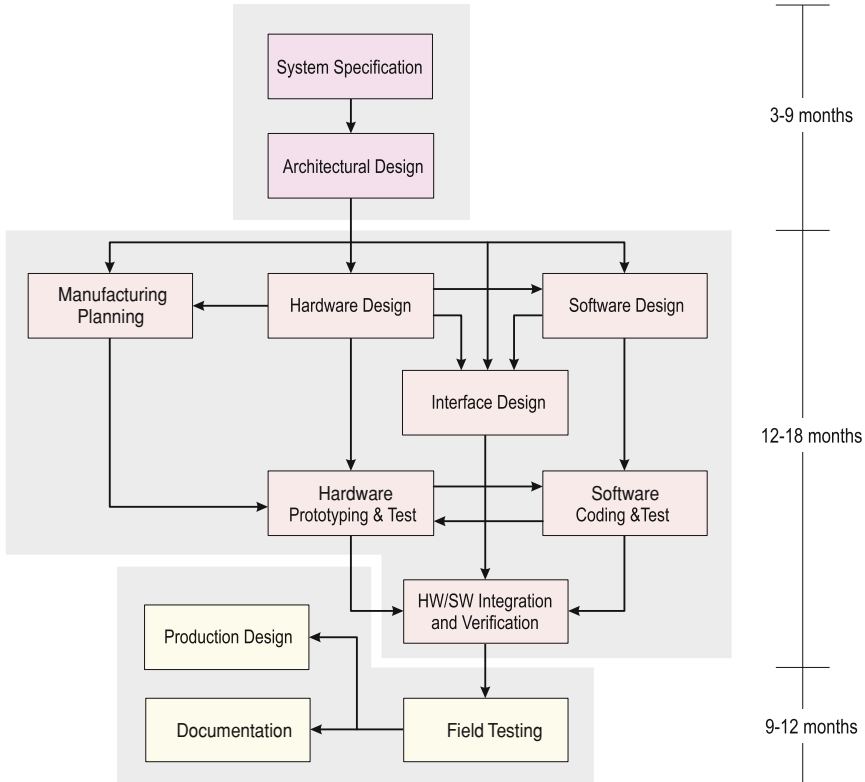 System Specification
3-9 months
Architectural Design
Manufacturing
Planning
Hardware Design
Software Design
Interface Design
12-18 months
Hardware
Prototyping & Test
Software
Coding &Test
HW/SW Integration
and Verification
Production Design
Documentation
Field Testing
9-12 months